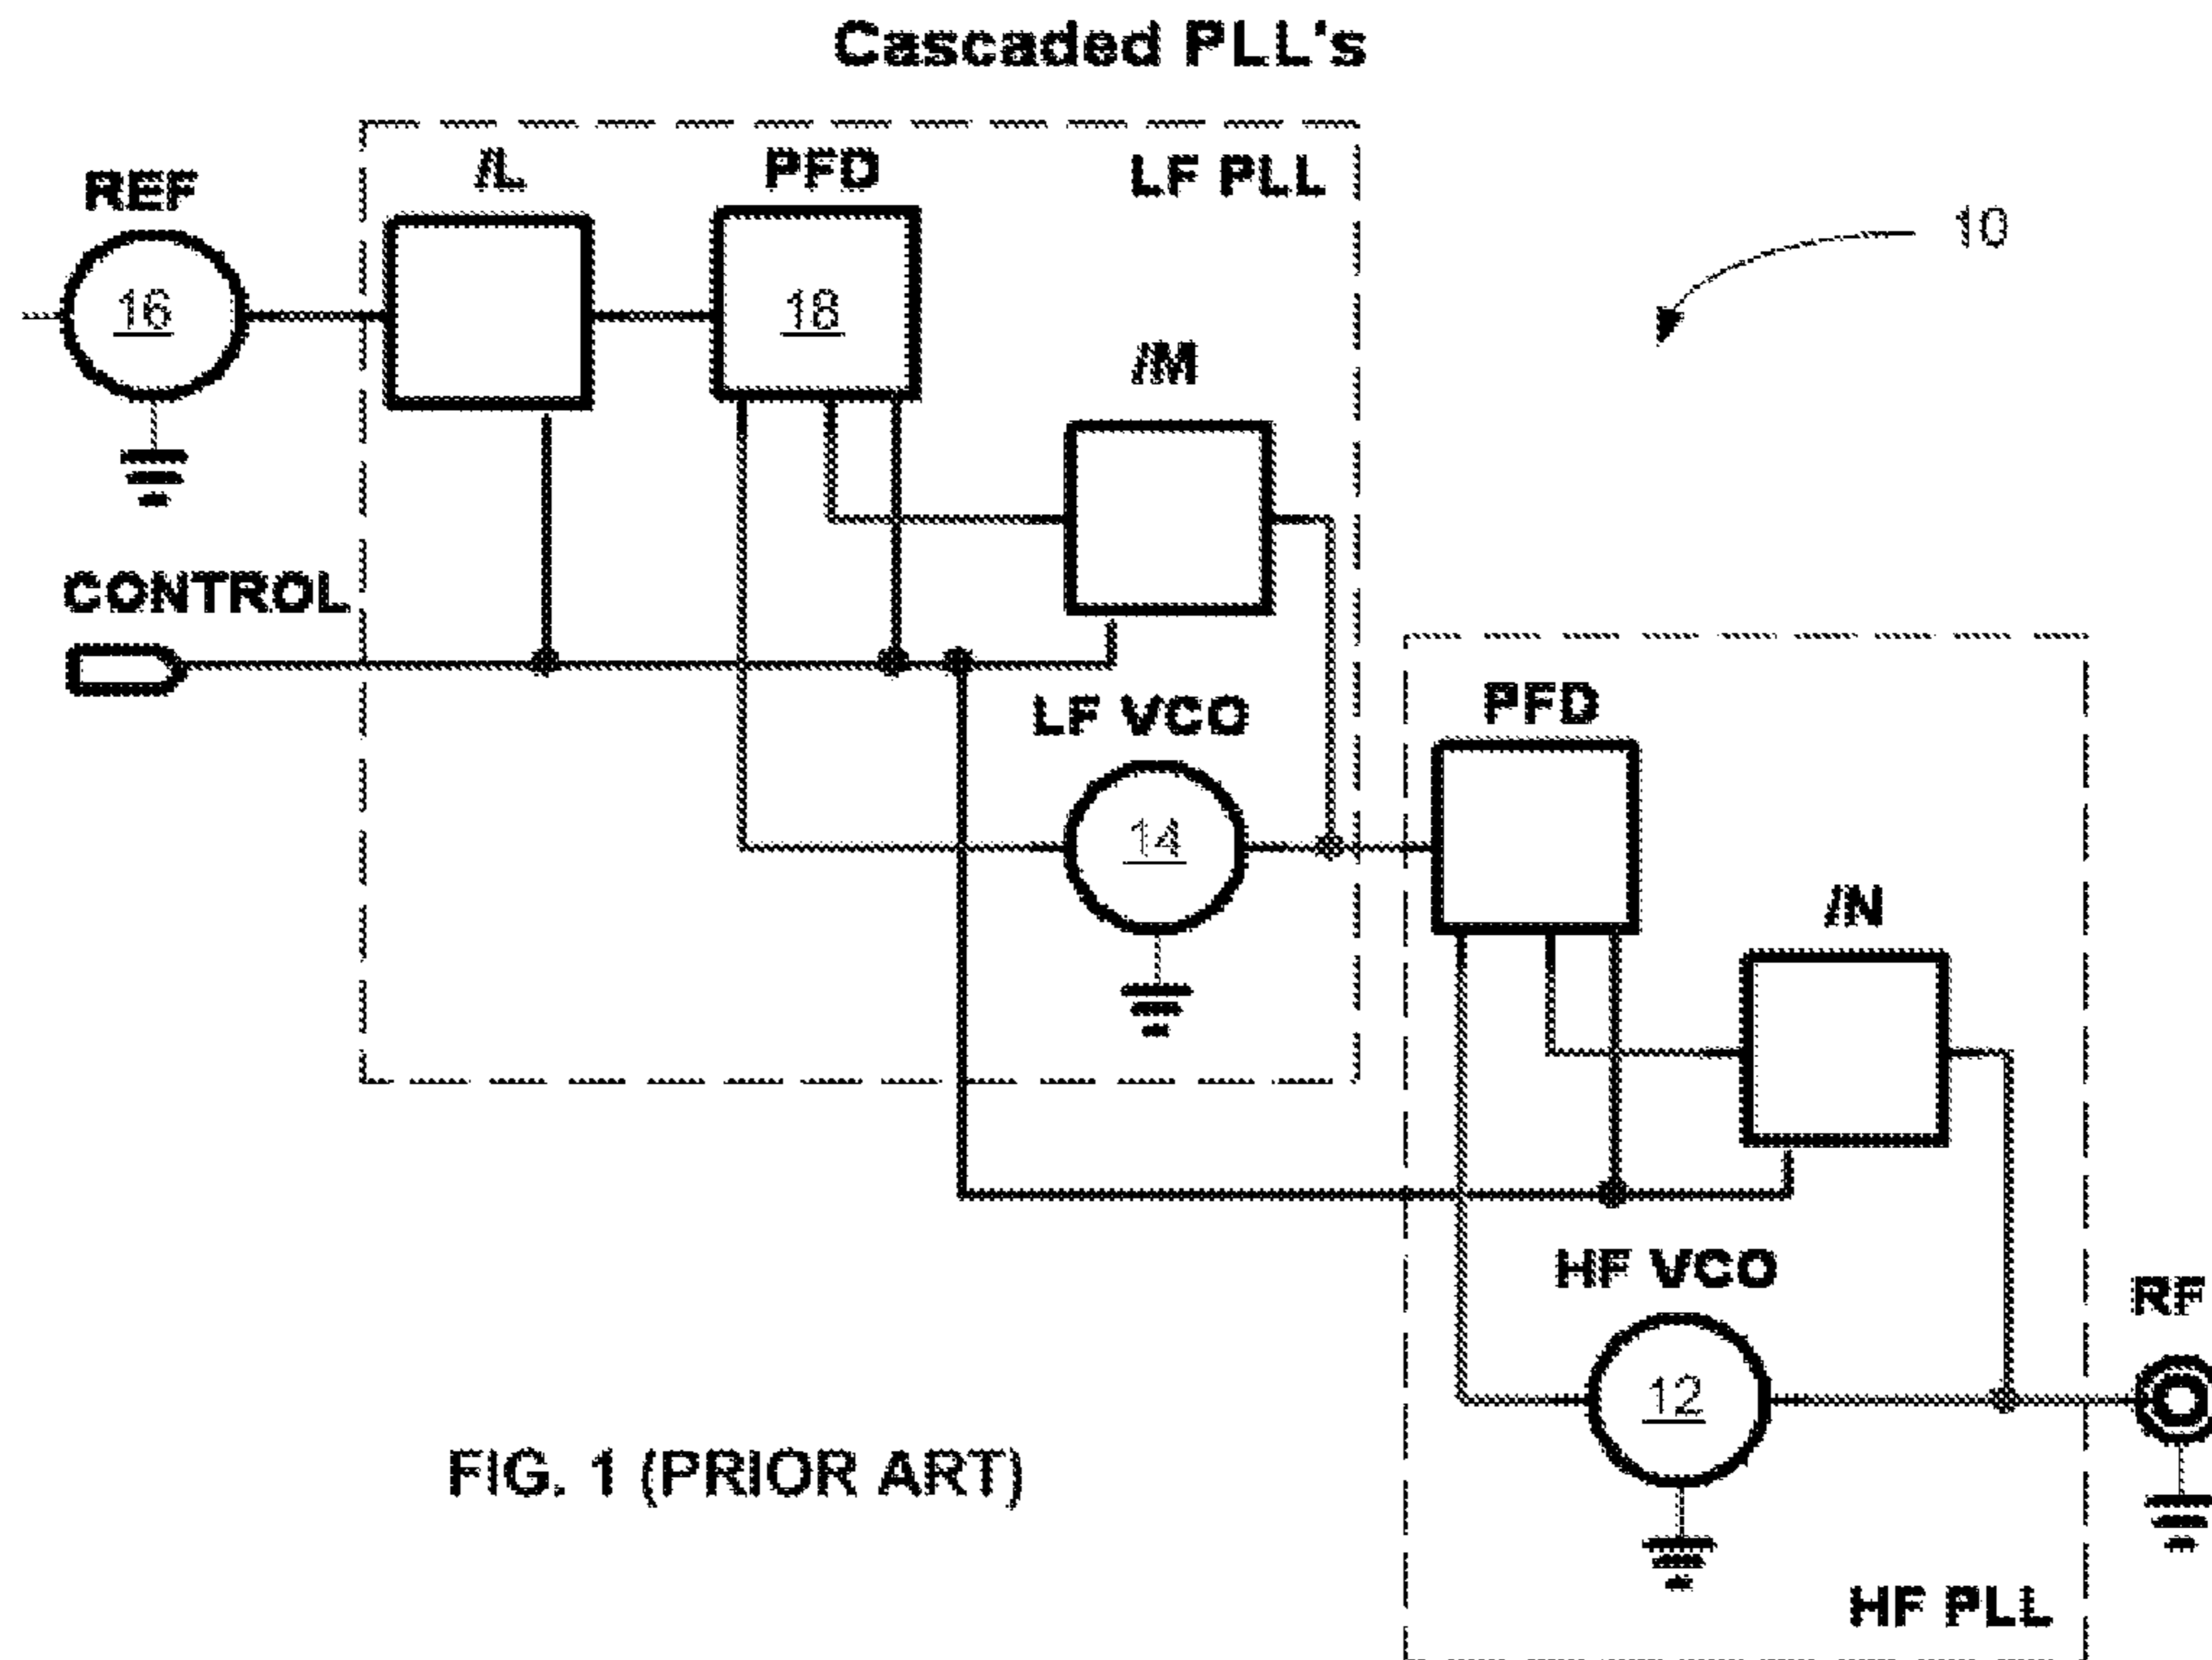 Cascaded PLL's
REF
/L
PFD
LF PLL
10
16
18
/M
CONTROL
LF VCO
PFD
14
/N
HF VCO
RF
12
FIG. 1 (PRIOR ART)
HF PLL